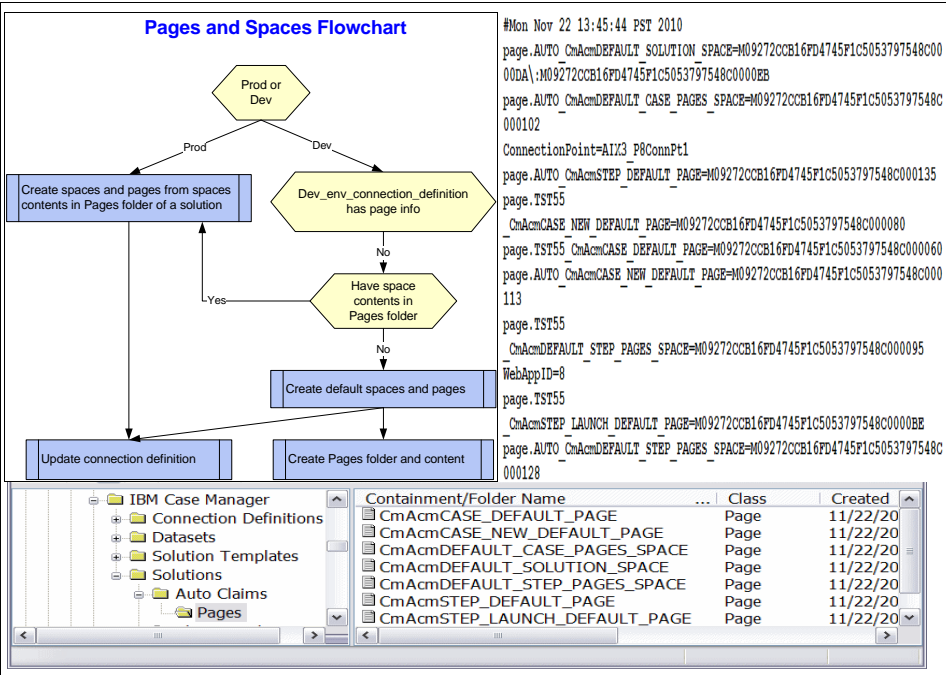 Pages and Spaces Flowchart
Prod or
Dev
Prod
Dev
Create spaces and pages from spaces
contents in Pages folder of a solution
Dev_env_connection_definition
has page info
No
Yes
Have space
contents in
Pages folder
No
Create default spaces and pages
Update connection definition
Create Pages folder and content
#Mon Nov 22 13:45:44 PST 2010
page.AUTO_CmAcmDEFAULT_SOLUTION_SPACE=M09272CCB16FD4745F1C5053797548C00
00DA\:M09272CCB16FD4745F1C5053797548C0000EB
page.AUTO_CmAcmDEFAULT_CASE_PAGES_SPACE=M09272CCB16FD4745F1C5053797548C
000102
ConnectionPoint=AIX3_P8ConnPt1
page.AUTO_CmAcmSTEP_DEFAULT_PAGE=M09272CCB16FD4745F1C5053797548C000135
page.TST55
_CmAcmCASE_NEW_DEFAULT_PAGE=M09272CCB16FD4745F1C5053797548C000080
page.TST55_CmAcmCASE_DEFAULT_PAGE=M09272CCB16FD4745F1C5053797548C000060
page.AUTO_CmAcmCASE_NEW_DEFAULT_PAGE=M09272CCB16FD4745F1C5053797548C000
113
page.TST55
_CmAcmDEFAULT_STEP_PAGES_SPACE=M09272CCB16FD4745F1C5053797548C000095
WebAppID=8
page.TST55
_CmAcmSTEP_LAUNCH_DEFAULT_PAGE=M09272CCB16FD4745F1C5053797548C0000BE
page.AUTO_CmAcmDEFAULT_STEP_PAGES_SPACE=M09272CCB16FD4745F1C5053797548C
000128
IBM Case Manager
Connection Definitions
Datasets
Solution Templates
Solutions
Auto Claims
Pages
Containment/Folder Name ... Class Created
CmAcmCASE_DEFAULT_PAGE Page 11/22/20
CmAcmCASE_NEW_DEFAULT_PAGE Page 11/22/20
CmAcmDEFAULT_CASE_PAGES_SPACE Page 11/22/20
CmAcmDEFAULT_SOLUTION_SPACE Page 11/22/20
CmAcmDEFAULT_STEP_PAGES_SPACE Page 11/22/20
CmAcmSTEP_DEFAULT_PAGE Page 11/22/20
CmAcmSTEP_LAUNCH_DEFAULT_PAGE Page 11/22/20